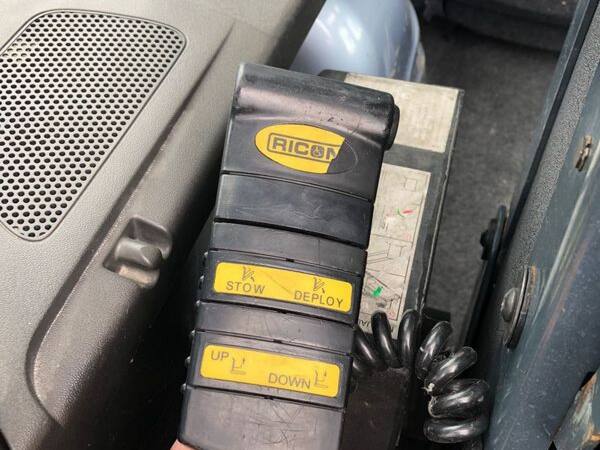 RICON
STOW DEPLOY
UP DOWN